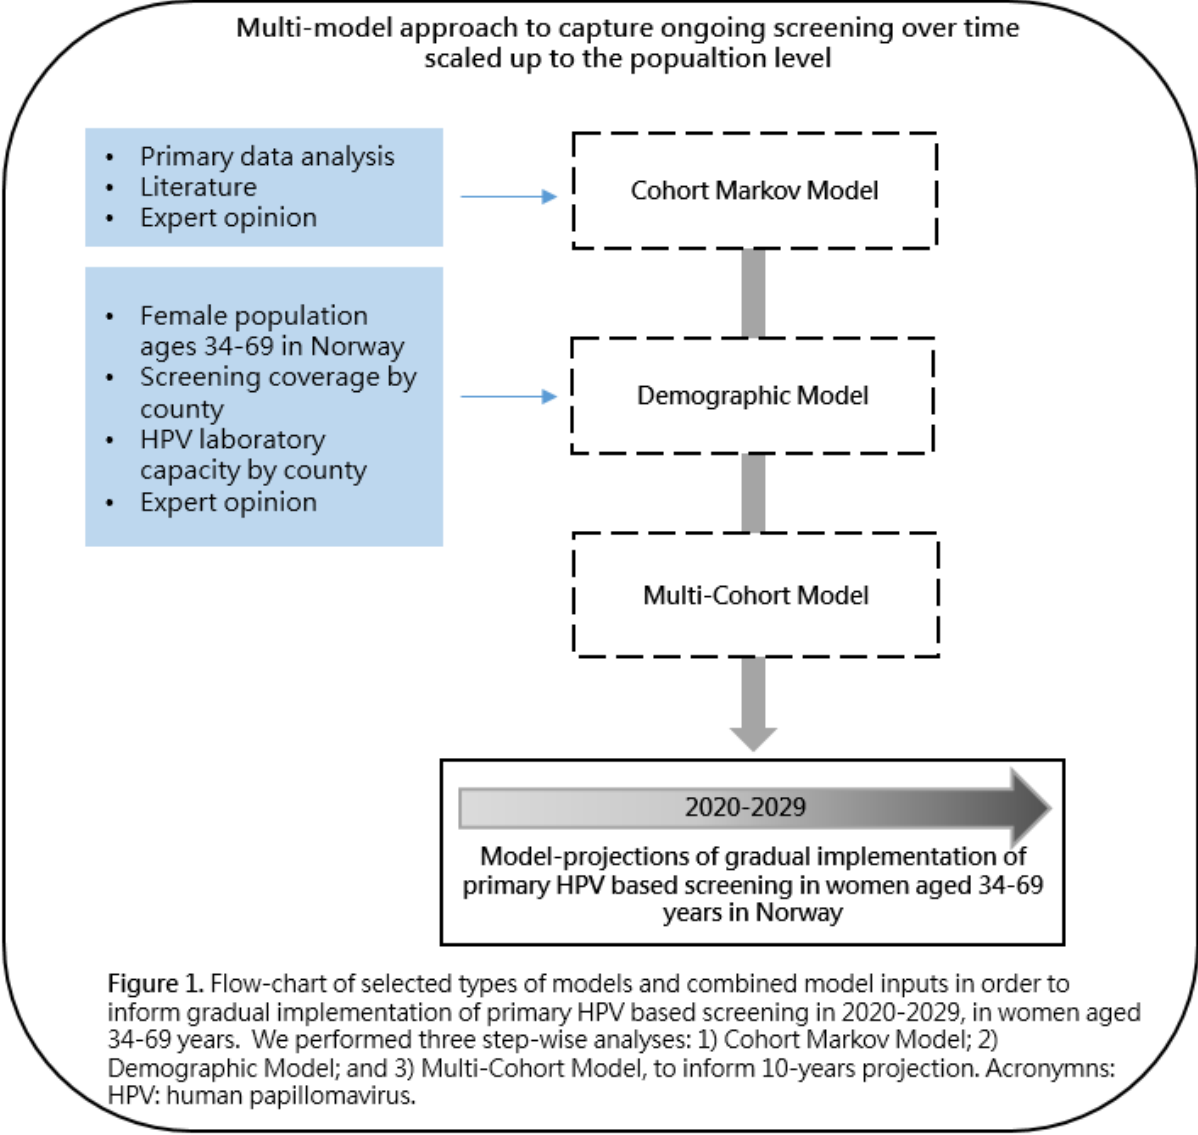 Multi-model approach to capture ongoing screening over time
scaled up to the popualtion level
• Primary data analysis
• Literature
• Expert opinion
Cohort Markov Model
• Female population
ages 34-69 in Norway
• Screening coverage by
county
• HPV laboratory
capacity by county
• Expert opinion
Demographic Model
Multi-Cohort Model
2020-2029
Model-projections of gradual implementation of
primary HPV based screening in women aged 34-69
years in Norway
Figure 1. Flow-chart of selected types of models and combined model inputs in order to
inform gradual implementation of primary HPV based screening in 2020-2029, in women aged
34-69 years.  We performed three step-wise analyses: 1) Cohort Markov Model; 2)
Demographic Model; and 3) Multi-Cohort Model, to inform 10-years projection. Acronymns:
HPV: human papillomavirus.